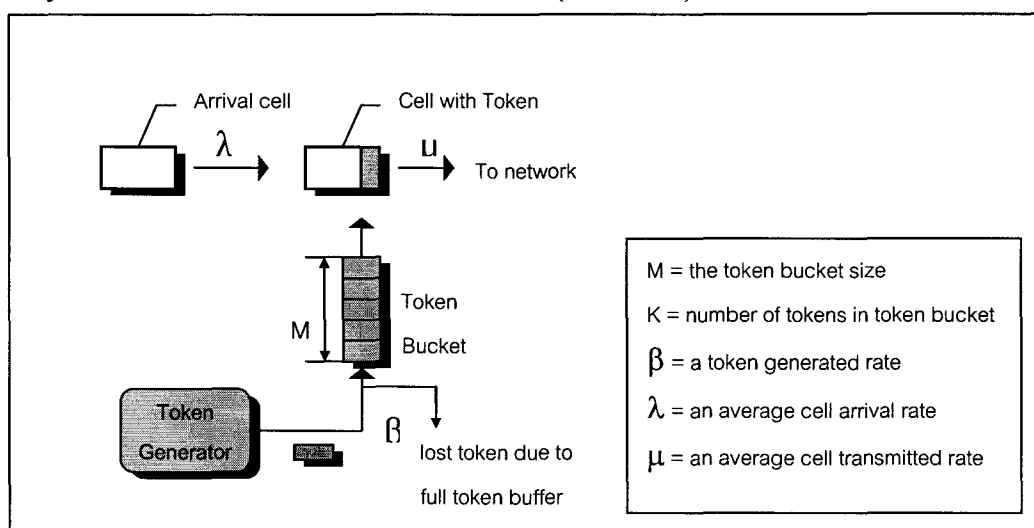 Arrival cell
Cell with Token
λ
μ
To network
M
Token
Bucket
Token
Generator
β
lost token due to
full token buffer
M = the token bucket size
K = number of tokens in token bucket
β = a token generated rate
λ = an average cell arrival rate
μ = an average cell transmitted rate